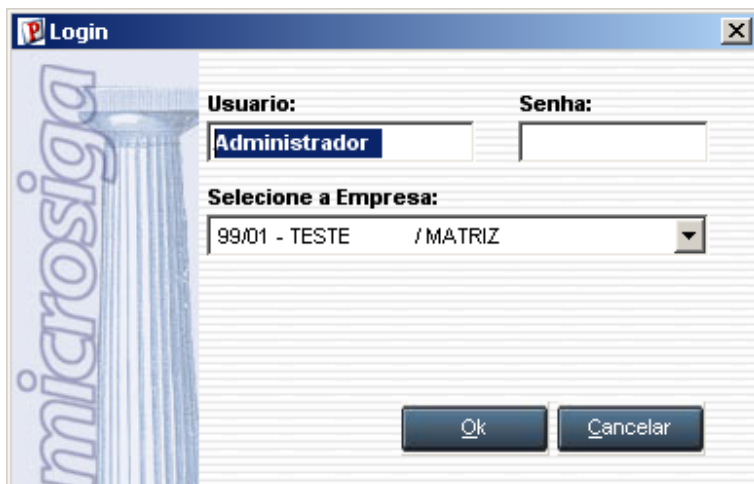 Login
microsiga
Usuario: Senha:
Administrador
Selecione a Empresa:
99/01 - TESTE / MATRIZ
Ok Cancelar